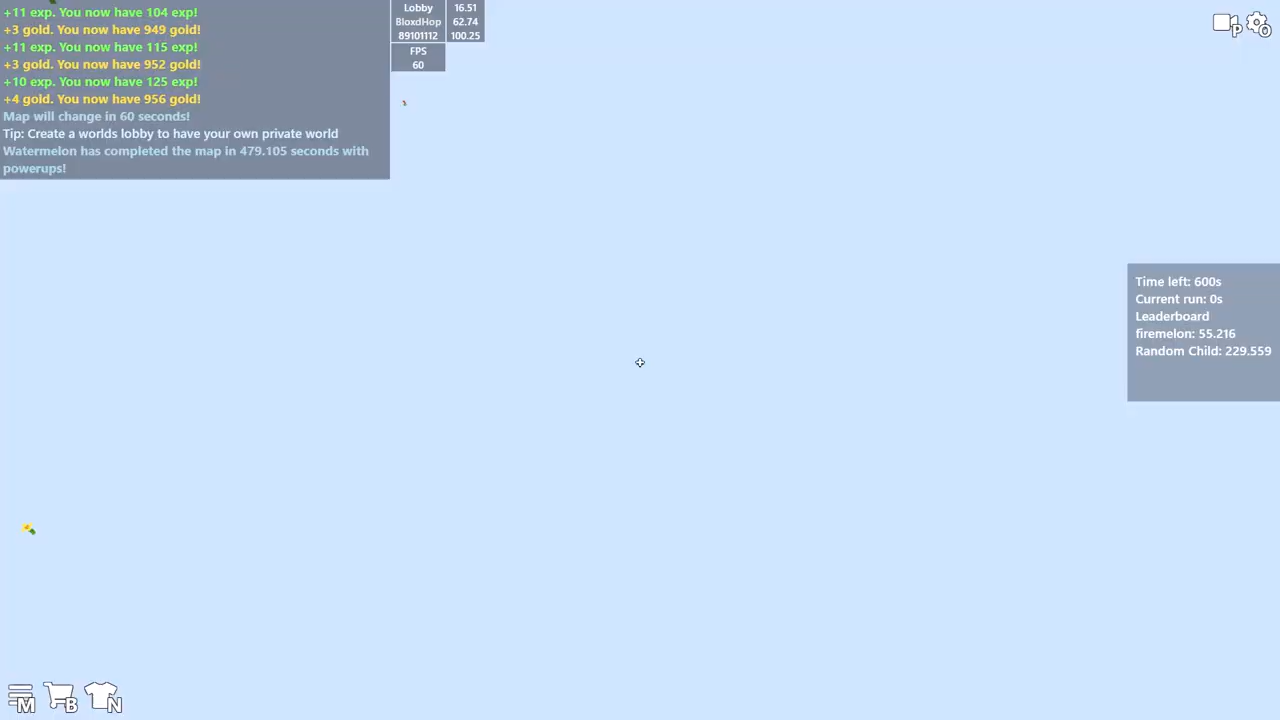 +11 exp. You now have 104 exp!
+3 gold. You now have 949 gold!
+11 exp. You now have 115 exp!
+3 gold. You now have 952 gold!
+10 exp. You now have 125 exp!
+4 gold. You now have 956 gold!
Map will change in 60 seconds!
Tip: Create a worlds lobby to have your own private world
Watermelon has completed the map in 479.105 seconds with
powerups!
Lobby 16.51
BloxdHop 62.74
89101112 100.25
FPS
60
P
O
Time left: 600s
Current run: 0s
Leaderboard
firemelon: 55.216
Random Child: 229.559
M
B
N